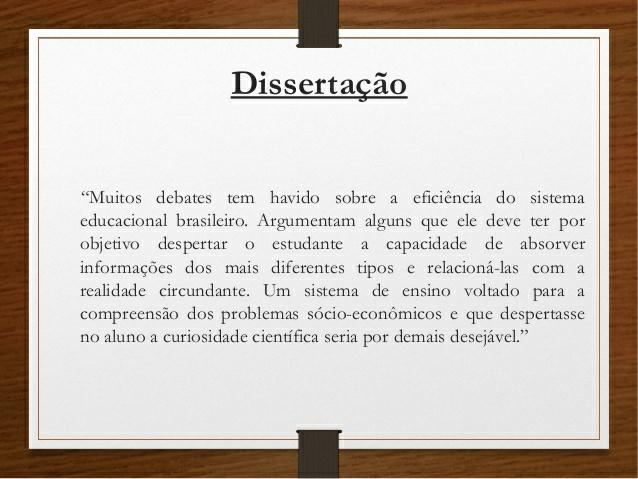 Dissertação
“Muitos debates tem havido sobre a eficiência do sistema
educacional brasileiro. Argumentam alguns que ele deve ter por
objetivo despertar o estudante a capacidade de absorver
informações dos mais diferentes tipos e relacioná-las com a
realidade circundante. Um sistema de ensino voltado para a
compreensão dos problemas sócio-econômicos e que despertasse
no aluno a curiosidade científica seria por demais desejável.”